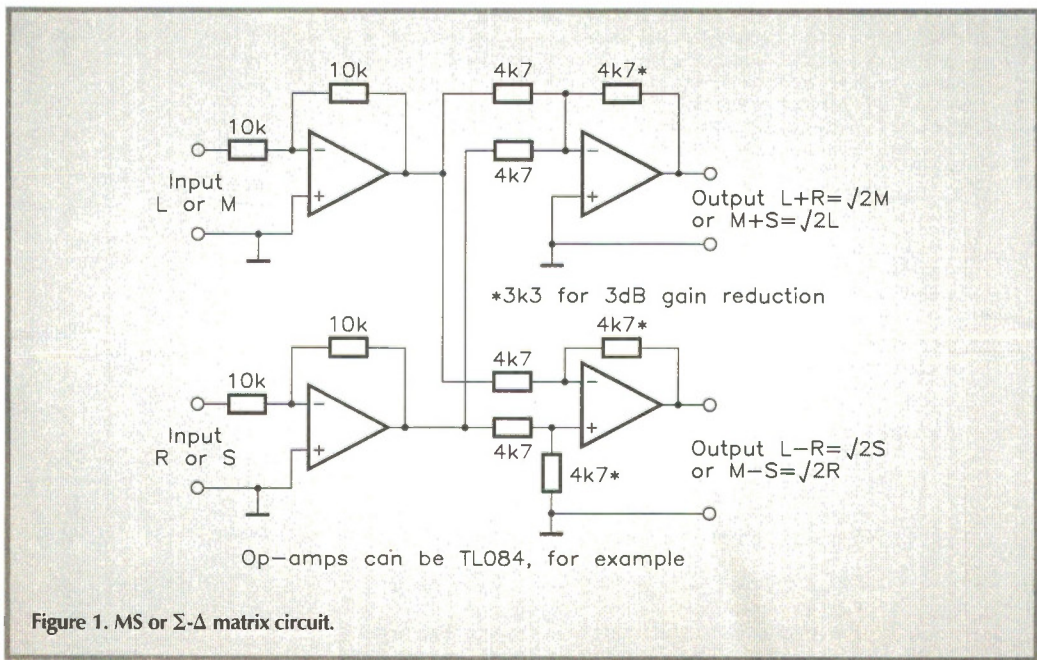 10k
10k
Input
L or M
4k7
4k7*
4k7
Output L+R=√2M
or M+S=√2L
*3k3 for 3dB gain reduction
10k
10k
Input
R or S
4k7
4k7*
4k7
4k7*
Output L−R=√2S
or M−S=√2R
Op-amps can be TL084, for example
Figure 1. MS or Σ-Δ matrix circuit.